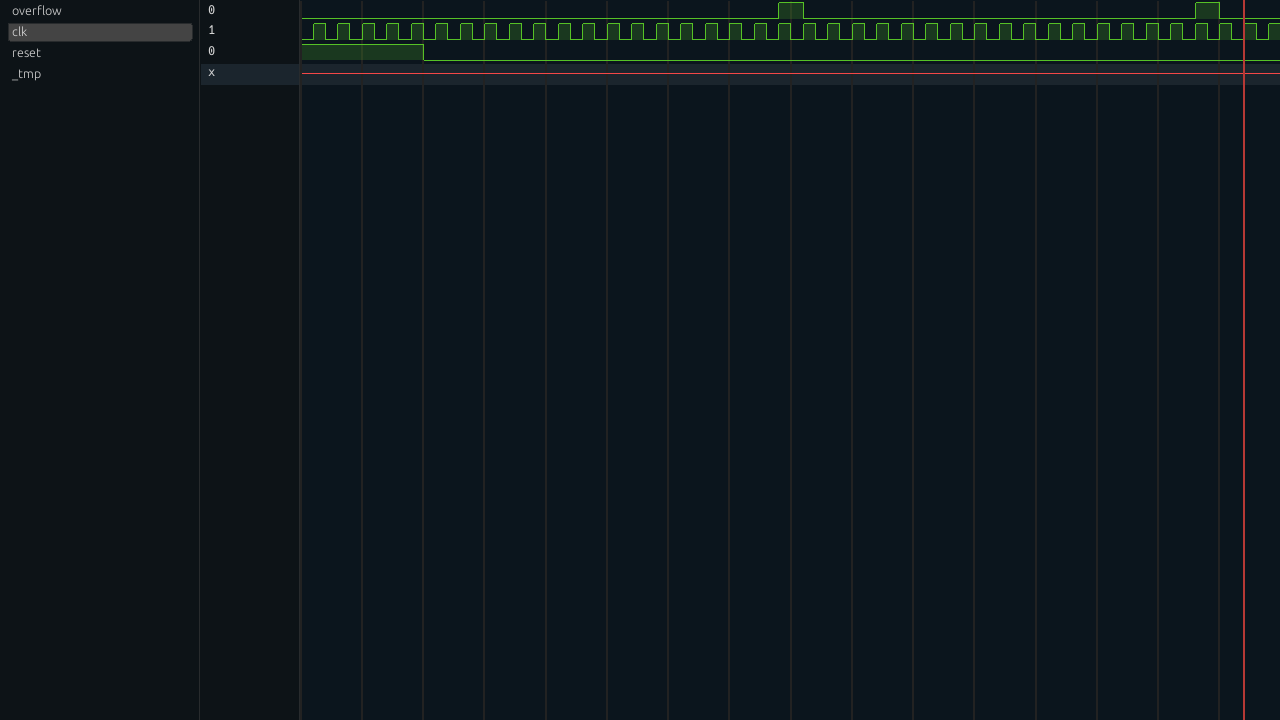 overflow 0
clk 1
reset 0
_tmp x